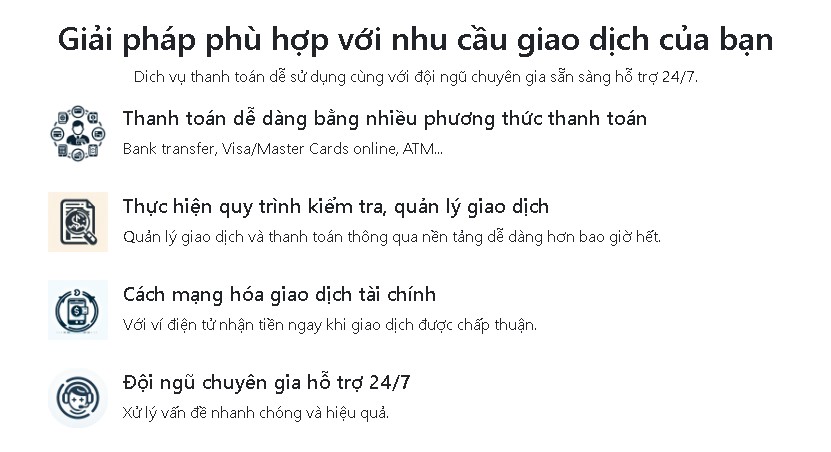 Giải pháp phù hợp với nhu cầu giao dịch của bạn
Dich vụ thanh toán dễ sử dụng cùng với đội ngũ chuyên gia sẵn sàng hỗ trợ 24/7.
Thanh toán dễ dàng bằng nhiều phương thức thanh toán
Bank transfer, Visa/Master Cards online, ATM...
Thực hiện quy trình kiểm tra, quản lý giao dịch
Quản lý giao dịch và thanh toán thông qua nền tảng dễ dàng hơn bao giờ hết.
Cách mạng hóa giao dịch tài chính
Với ví điện tử nhận tiền ngay khi giao dịch được chấp thuận.
Đội ngũ chuyên gia hỗ trợ 24/7
Xử lý vấn đề nhanh chóng và hiệu quả.